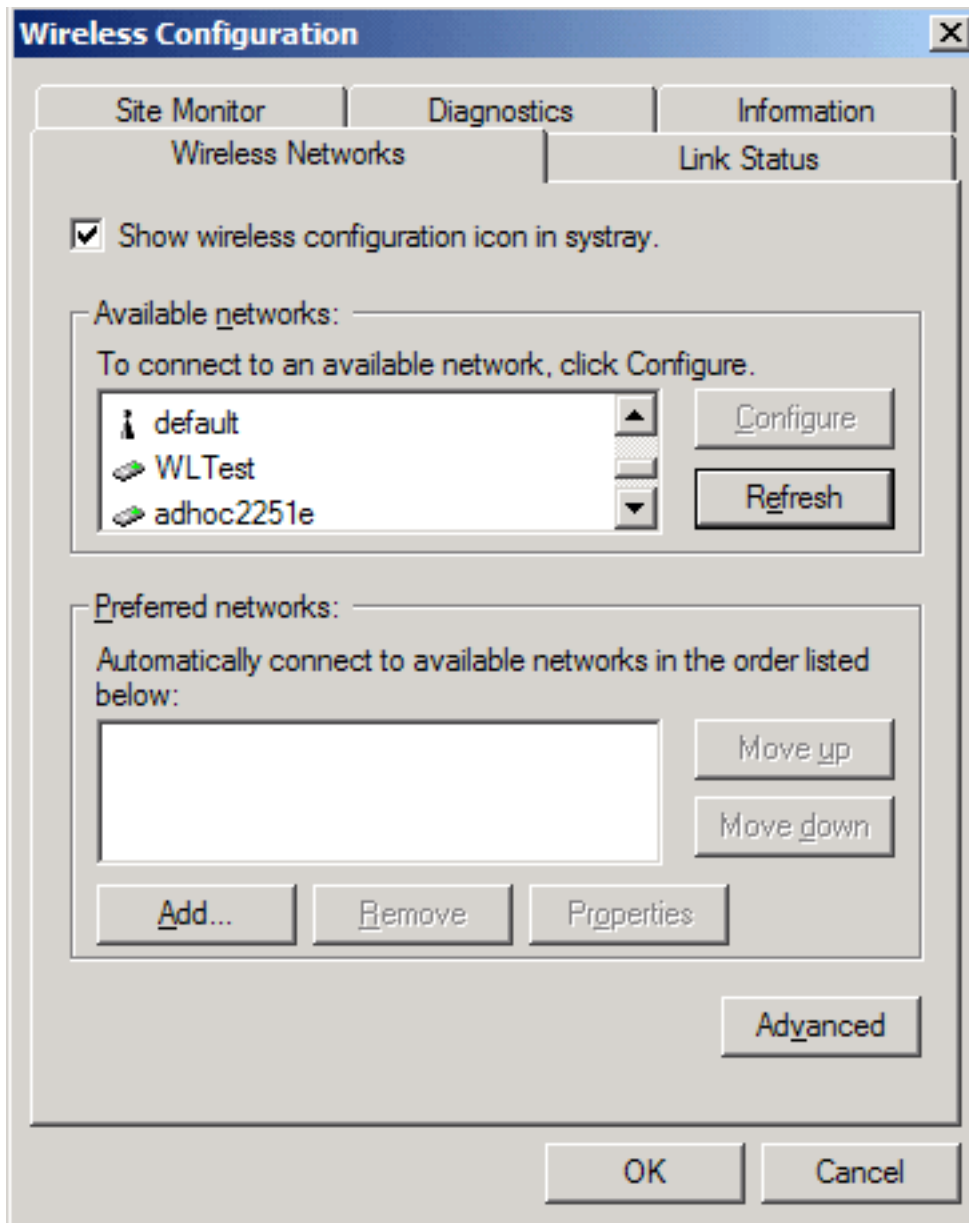 Wireless Configuration
Site Monitor
Diagnostics
Information
Wireless Networks
Link Status
Show wireless configuration icon in systray.
Available networks:
To connect to an available network, click Configure.
default
WLTest
adhoc2251e
Configure
Refresh
Preferred networks:
Automatically connect to available networks in the order listed
below:
Move up
Move down
Add...
Remove
Properties
Advanced
OK
Cancel